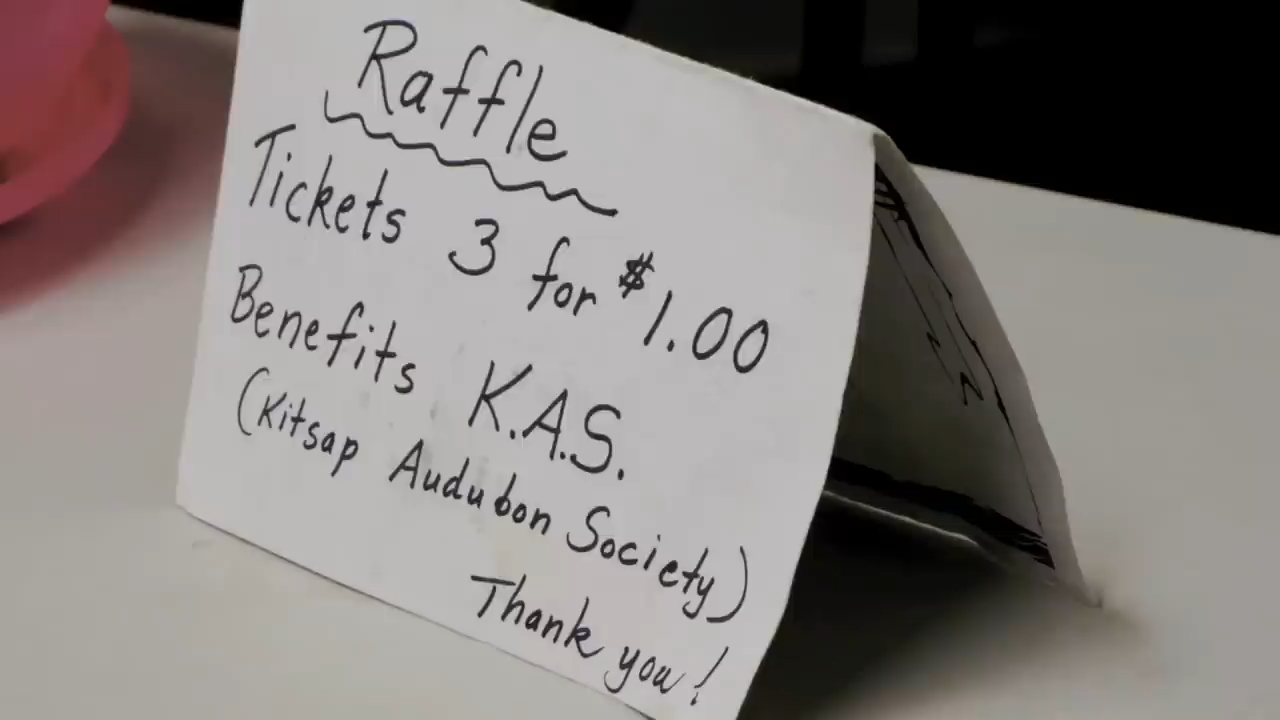 Raffle
Tickets 3 for $1.00
Benefits K.A.S.
(Kitsap Audubon Society)
Thank you!